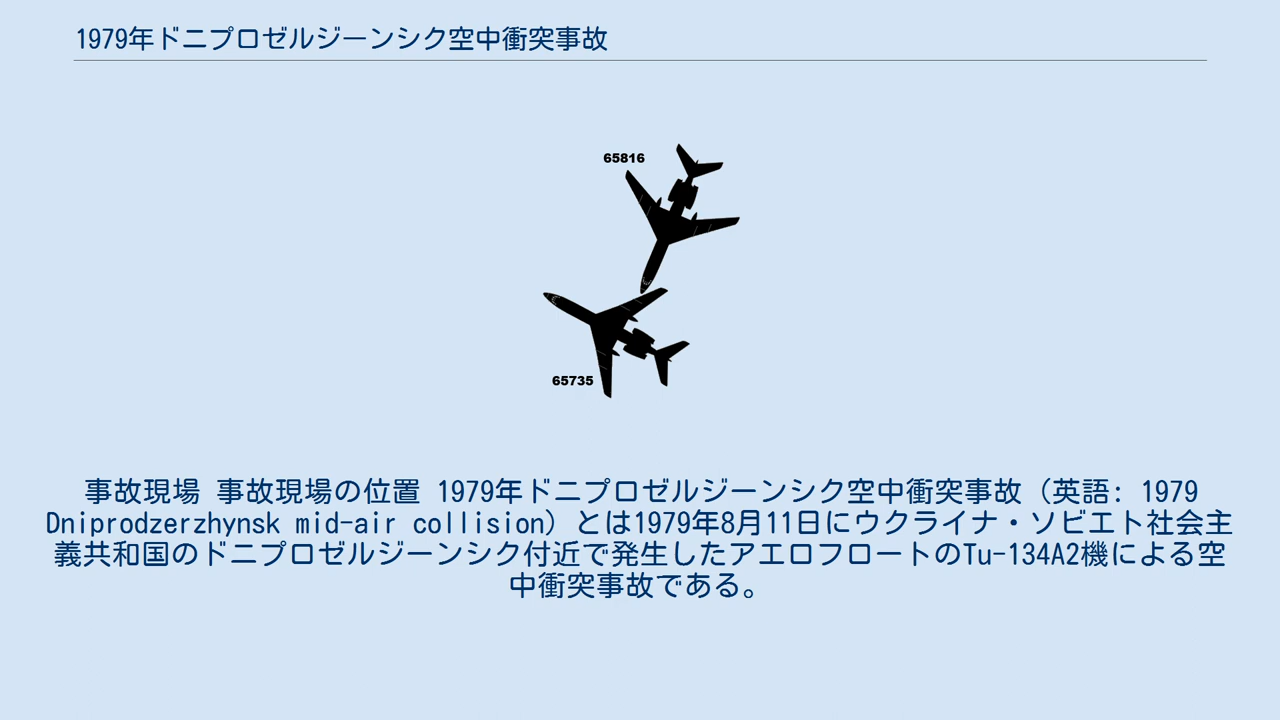 1979年ドニプロゼルジーンシク空中衝突事故
65816
65735
事故現場 事故現場の位置 1979年ドニプロゼルジーンシク空中衝突事故（英語: 1979
Dniprodzerzhynsk mid-air collision）とは1979年8月11日にウクライナ・ソビエト社会主
義共和国のドニプロゼルジーンシク付近で発生したアエロフロートのTu-134A2機による空
中衝突事故である。